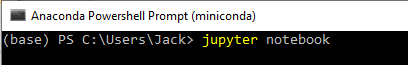 Anaconda Powershell Prompt (miniconda)
(base) PS C:\Users\Jack> jupyter notebook